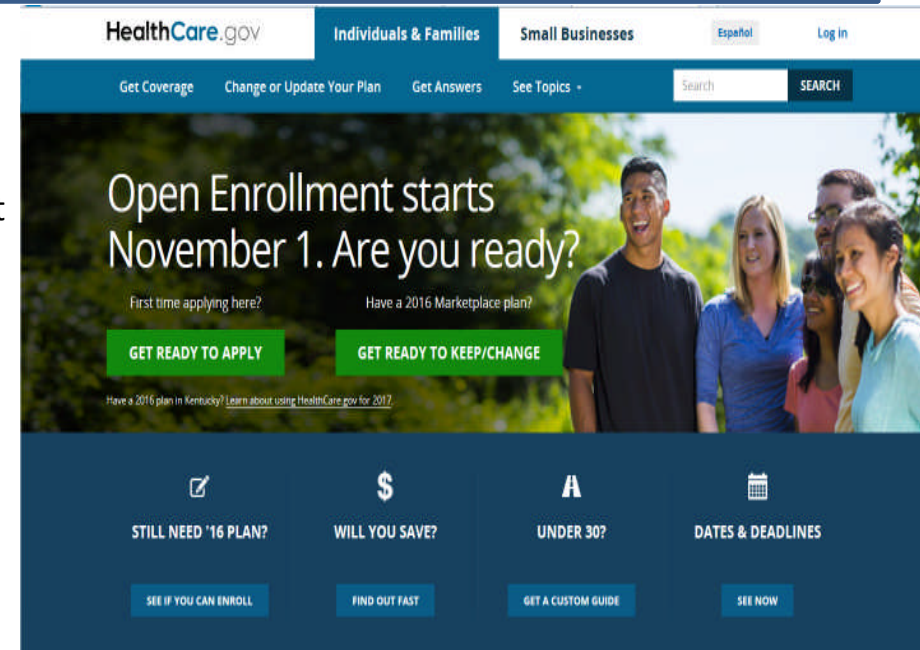 HealthCare.gov Individuals & Families Small Businesses Español Log in
Get Coverage Change or Update Your Plan Get Answers See Topics Search SEARCH
t
Open Enrollment starts
November 1. Are you ready?
First time applying here? Have a 2016 Marketplace plan?
GET READY TO APPLY GET READY TO KEEP/CHANGE
Have a 2016 plan in Kentucky? Learn about using HealthCare.gov for 2017.
STILL NEED '16 PLAN? WILL YOU SAVE? UNDER 30? DATES & DEADLINES
SEE IF YOU CAN ENROLL FIND OUT FAST GET A CUSTOM GUIDE SEE NOW